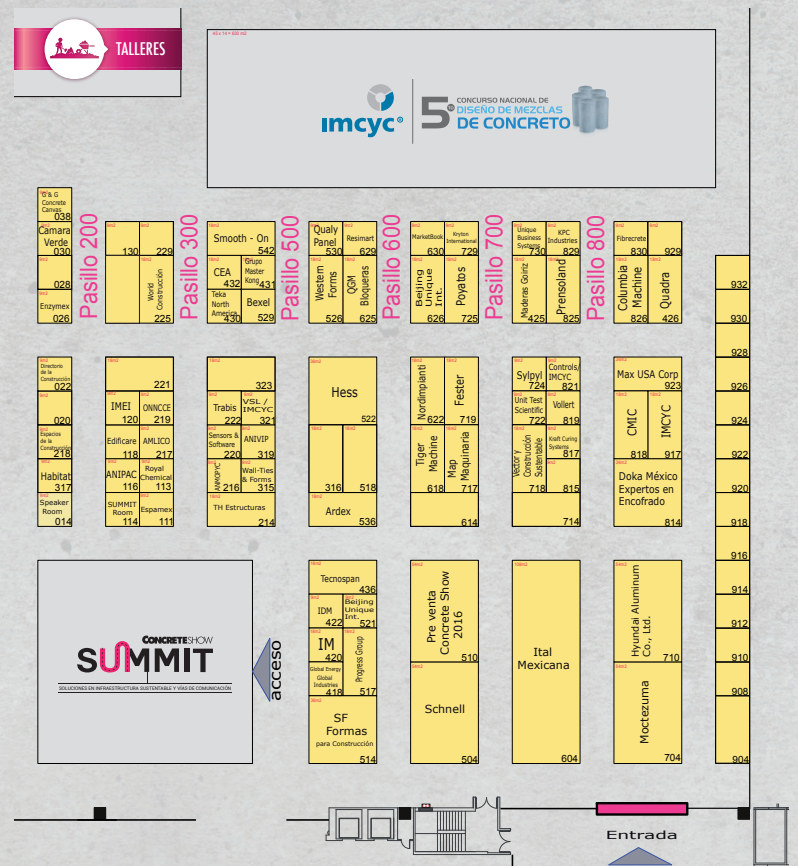 TALLERES
imcyc®
5
CONCURSO NACIONAL DE
DISEÑO DE MEZCLAS
DE CONCRETO
G & G
Concrete
Canvas
038
Pasillo 200
Pasillo 300
Pasillo 500
Pasillo 600
Pasillo 700
Pasillo 800
Camara
Verde
030
028
Enzymex
026
130
229
World
Construcción
225
Smooth - On
542
CEA
432
Grupo
Master
Kong
431
Teka
North
America
430
Bexel
529
Qualy
Panel
530
Resimart
629
Western
Forms
526
QGM
Bloqueras
625
MarketBook
630
Kryton
International
729
Beijing
Unique
Int.
626
Poyatos
725
Unique
Business
Systems
730
KPC
Industries
829
Maderas Goiriz
425
Prensoland
825
Fibrecrete
830
929
Columbia
Machine
826
Quadra
426
932
930
928
926
924
922
920
918
916
914
912
910
908
904
Directorio
de la
Construcción
022
020
Espacios
de la
Construcción
218
Habitat
317
Speaker
Room
014
221
IMEI
120
ONNCCE
219
Edificare
118
AMLICO
217
ANIPAC
116
Royal
Chemical
113
SUMMIT
Room
114
Espamex
111
323
Trabis
222
VSL /
IMCYC
321
Sensors &
Software
220
ANIVIP
319
ANMOPYC
216
Wall-Ties
& Forms
315
TH Estructuras
214
Hess
522
316
518
Ardex
536
Nordimpianti
622
Fester
719
Tiger
Machine
618
Map
Maquinaria
717
614
Sylpyl
724
Controls/
IMCYC
821
Unit Test
Scientific
722
Vollert
819
Vector y
Construcción
Sustentable
718
Kraft Curing
Systems
817
815
714
Max USA Corp
923
CMIC
818
IMCYC
917
Doka México
Expertos en
Encofrado
814
CONCRETESHOW
SUMMIT
SOLUCIONES EN INFRAESTRUCTURA SUSTENTABLE Y VÍAS DE COMUNICACIÓN
acceso
Tecnospan
436
IDM
422
Beijing
Unique
Int.
521
IM
420
Global Energy
Global
Industries
418
Progress Group
517
SF
Formas
para Construcción
514
Pre venta
Concrete Show
2016
510
Schnell
504
Ital
Mexicana
604
Hyundai Aluminum
Co., Ltd.
710
Moctezuma
704
Entrada